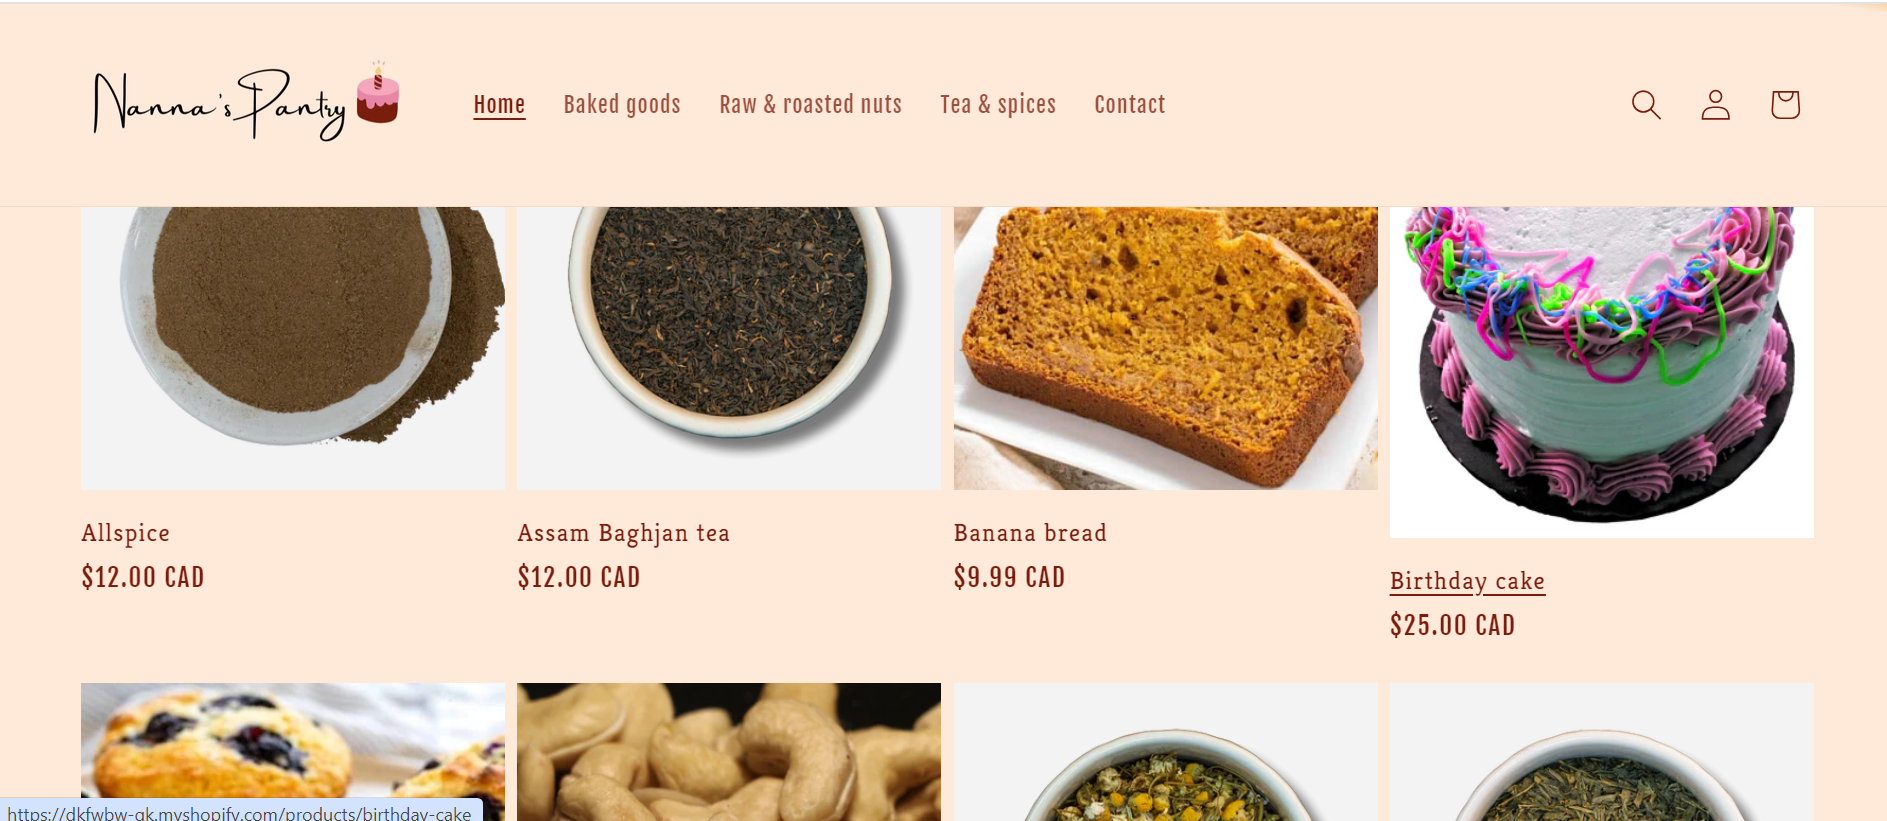 Nanna's Pantry
Home Baked goods Raw & roasted nuts Tea & spices Contact
Allspice
$12.00 CAD
Assam Baghjan tea
$12.00 CAD
Banana bread
$9.99 CAD
Birthday cake
$25.00 CAD
https://dkfwbw-qk.myshopify.com/products/birthday-cake